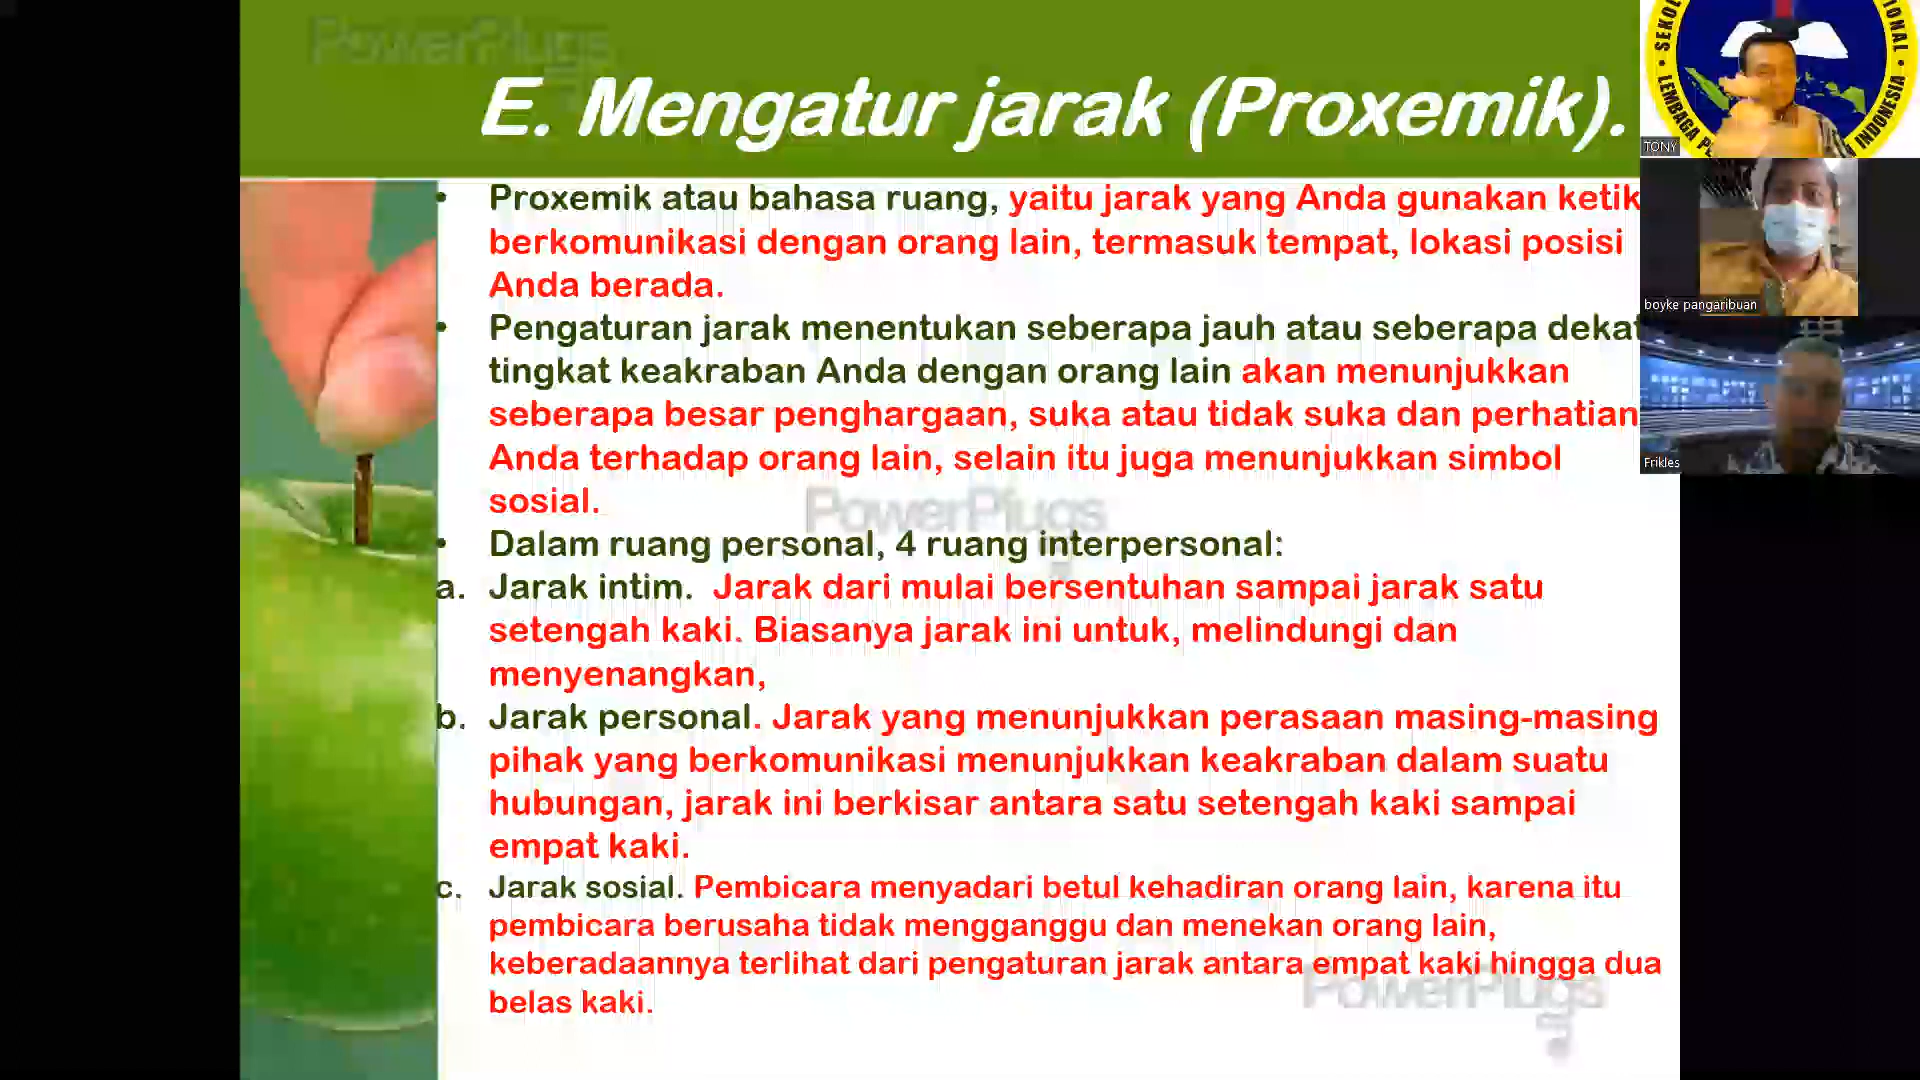 PowerPlugs
E. Mengatur jarak (Proxemik).
• Proxemik atau bahasa ruang, yaitu jarak yang Anda gunakan ketik
berkomunikasi dengan orang lain, termasuk tempat, lokasi posisi
Anda berada.
• Pengaturan jarak menentukan seberapa jauh atau seberapa dekat
tingkat keakraban Anda dengan orang lain akan menunjukkan
seberapa besar penghargaan, suka atau tidak suka dan perhatian
Anda terhadap orang lain, selain itu juga menunjukkan simbol
sosial.
PowerPlugs
• Dalam ruang personal, 4 ruang interpersonal:
a. Jarak intim. Jarak dari mulai bersentuhan sampai jarak satu
setengah kaki. Biasanya jarak ini untuk, melindungi dan
menyenangkan,
b. Jarak personal. Jarak yang menunjukkan perasaan masing-masing
pihak yang berkomunikasi menunjukkan keakraban dalam suatu
hubungan, jarak ini berkisar antara satu setengah kaki sampai
empat kaki.
c. Jarak sosial. Pembicara menyadari betul kehadiran orang lain, karena itu
pembicara berusaha tidak mengganggu dan menekan orang lain,
keberadaannya terlihat dari pengaturan jarak antara empat kaki hingga dua
belas kaki.
PowerPlugs
LEMBAGA
INDONESIA
TONY
boyke pangaribuan
Frikles